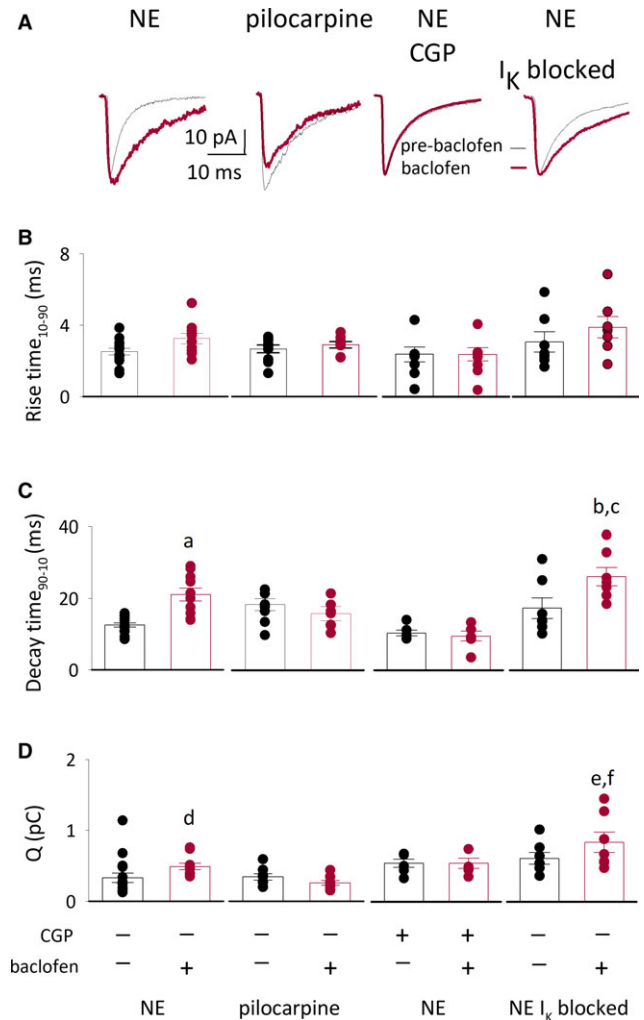 A NE pilocarpine NE NE
CGP I_K blocked
10 pA
10 ms
pre-baclofen
baclofen
B
8
4
0
Rise time10-90 (ms)
C
a
b,c
40
20
0
Decay time90-10 (ms)
D
d
e,f
2
1
0
Q (pC)
CGP − − − − + + − −
baclofen − + − + − + − +
NE pilocarpine NE NE IK blocked